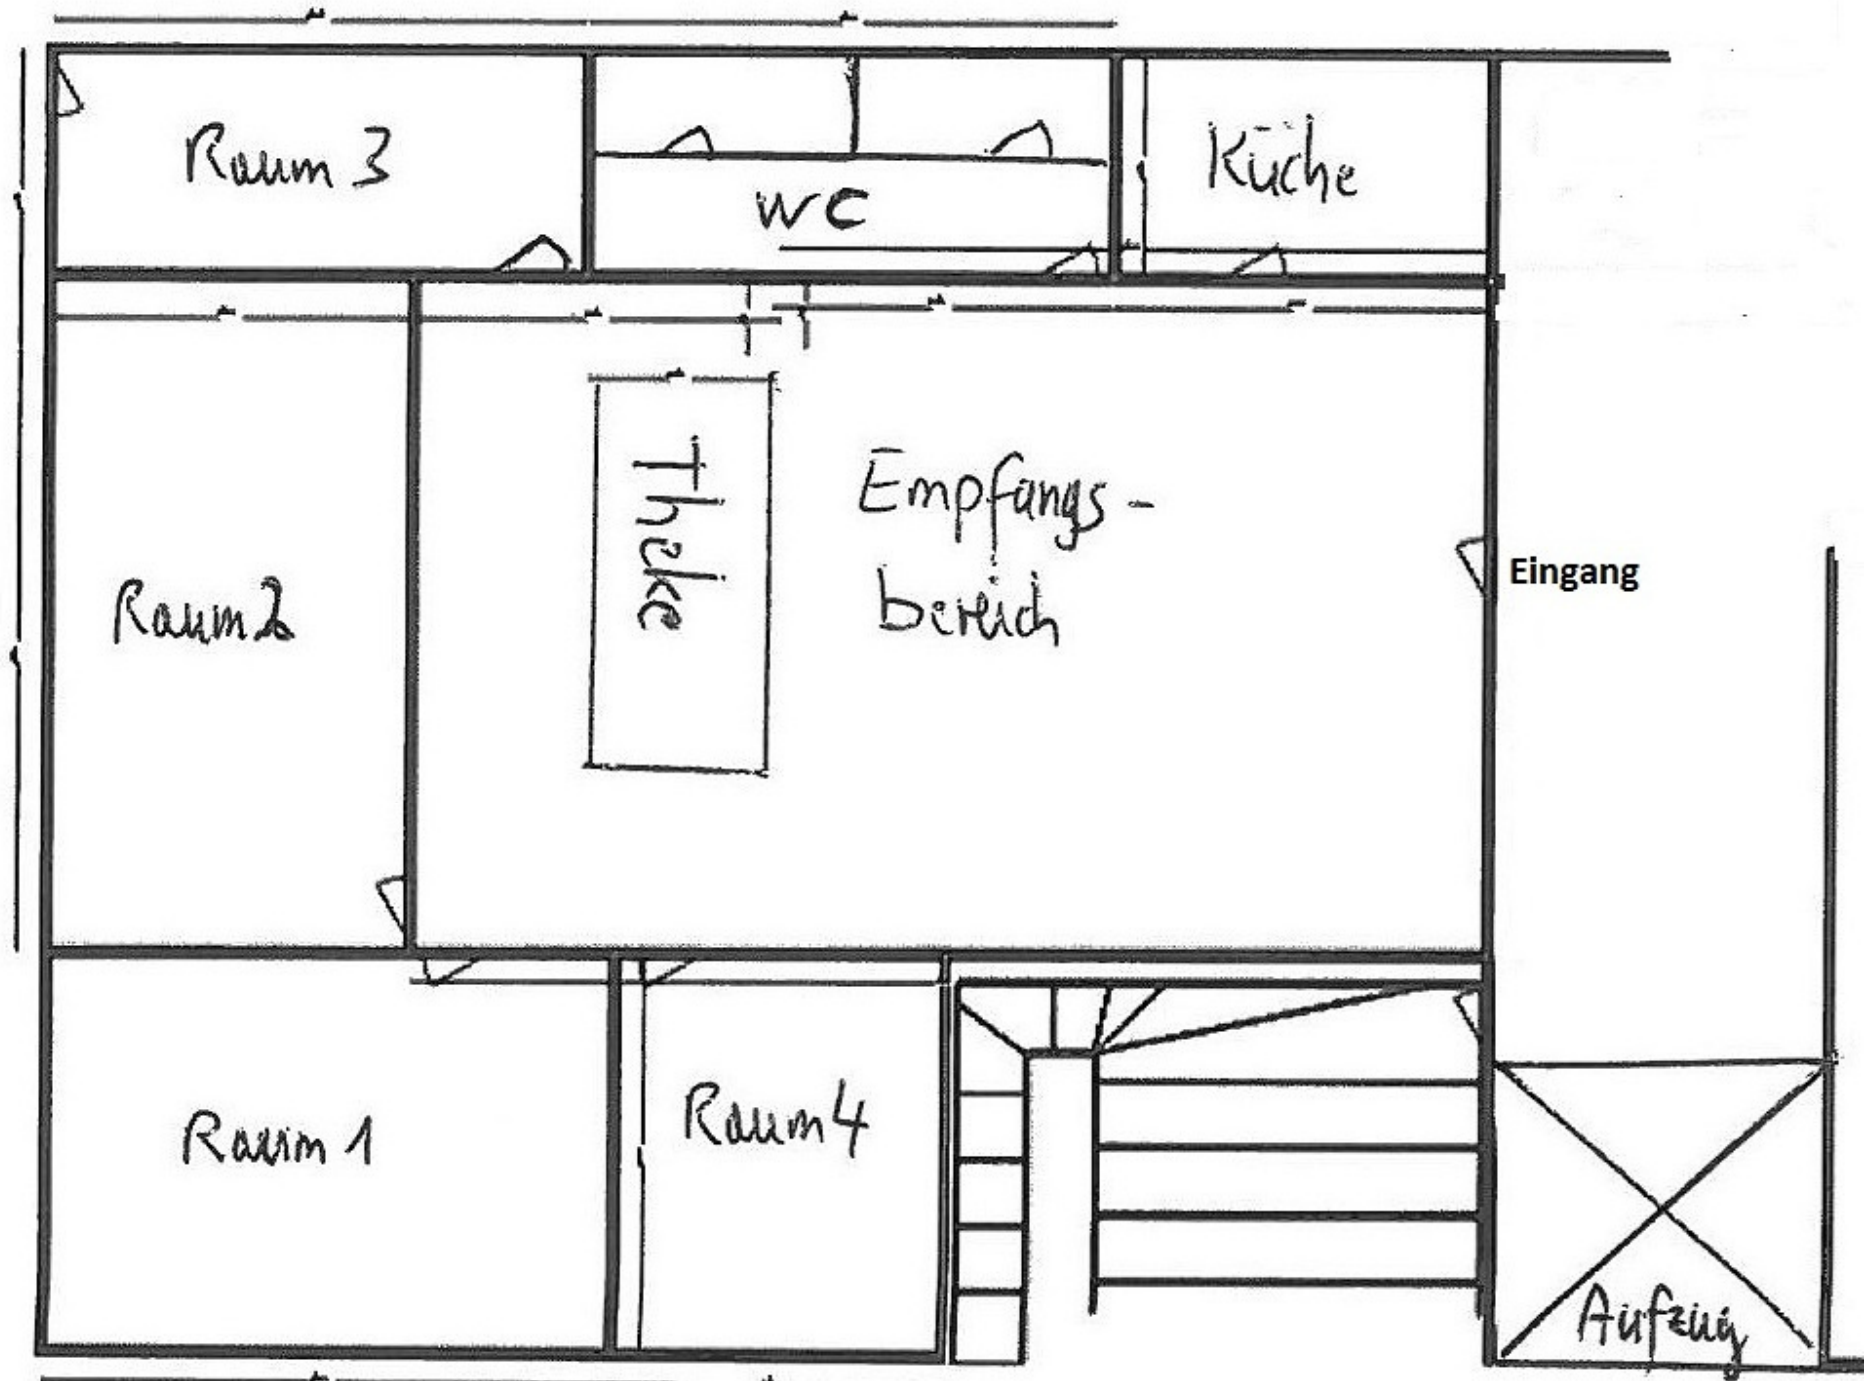 Raum 3
WC
Küche
Theke
Empfangs-
bereich
Eingang
Raum 2
Raum 1
Raum 4
Aufzug